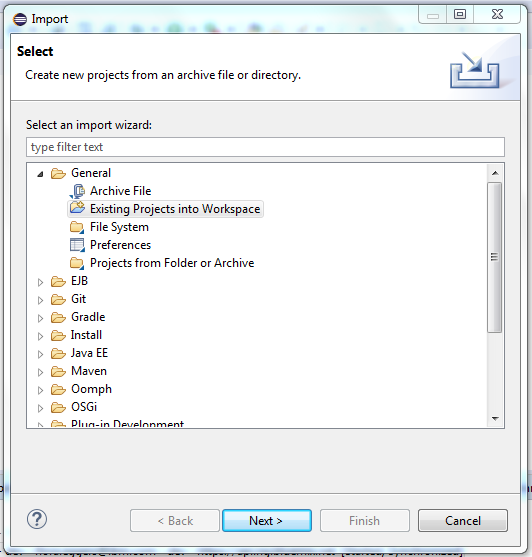 Import
Select
Create new projects from an archive file or directory.
Select an import wizard:
type filter text
General
Archive File
Existing Projects into Workspace
File System
Preferences
Projects from Folder or Archive
EJB
Git
Gradle
Install
Java EE
Maven
Oomph
OSGi
Plug-in Development
?
< Back
Next >
Finish
Cancel